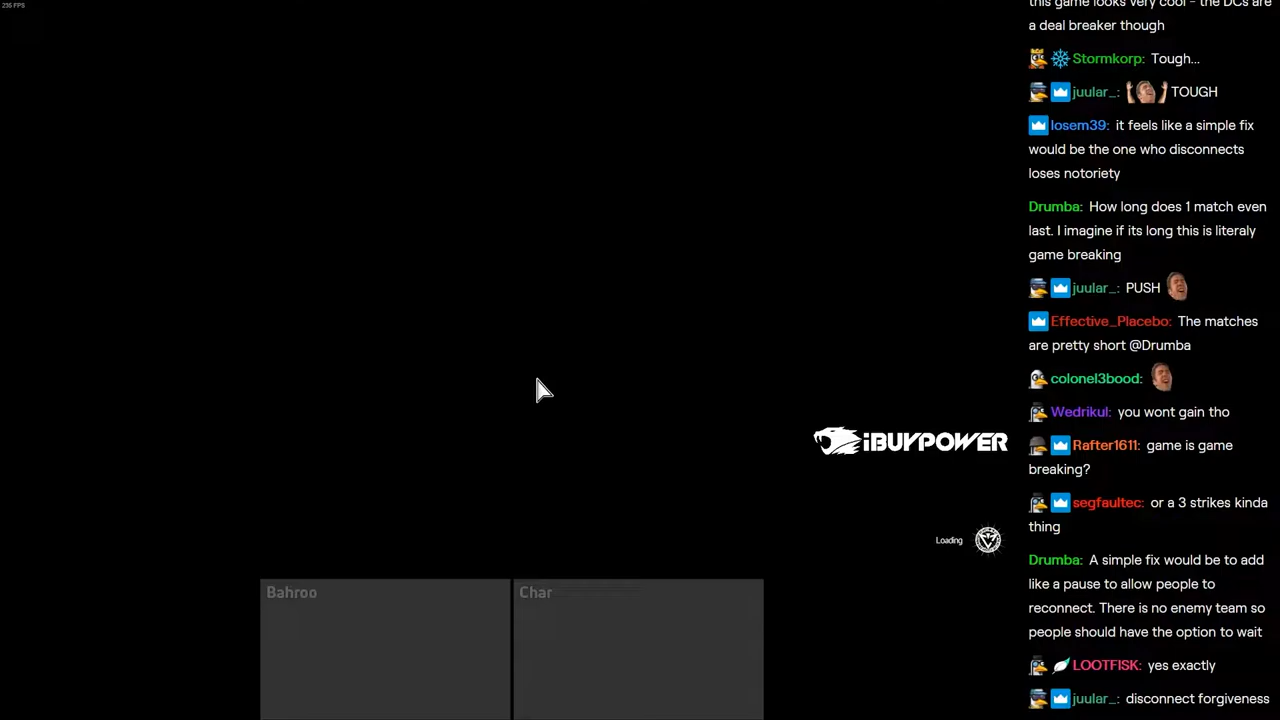 235 FPS
this game looks very cool - the DCs are
a deal breaker though
Stormkorp: Tough...
juular_: TOUGH
losem39: it feels like a simple fix
would be the one who disconnects
loses notoriety
Drumba: How long does 1 match even
last. I imagine if its long this is literaly
game breaking
juular_: PUSH
Effective_Placebo: The matches
are pretty short @Drumba
colonel3bood:
Wedrikul: you wont gain tho
iBUYPOWER
Rafter1611: game is game
breaking?
segfaultec: or a 3 strikes kinda
thing
Loading
Drumba: A simple fix would be to add
like a pause to allow people to
reconnect. There is no enemy team so
people should have the option to wait
Bahroo
Char
LOOTFISK: yes exactly
juular_: disconnect forgiveness